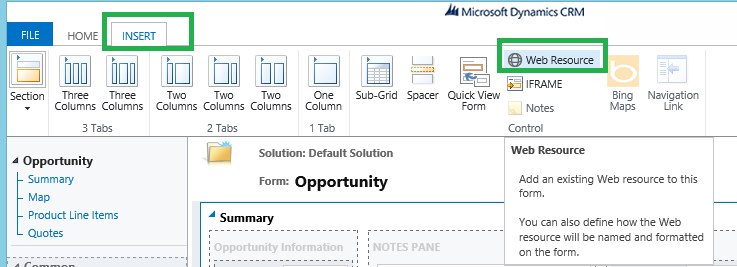 Microsoft Dynamics CRM
FILE HOME INSERT
Section
Three Columns
Three Columns
3 Tabs
Two Columns
Two Columns
Two Columns
2 Tabs
One Column
1 Tab
Sub-Grid
Spacer
Quick View Form
Web Resource
IFRAME
Notes
Control
Bing Maps
Navigation Link
Opportunity
Summary
Map
Product Line Items
Quotes
Common
Solution: Default Solution
Form: Opportunity
Summary
Opportunity Information
NOTES PANE
Web Resource
Add an existing Web resource to this
form.
You can also define how the Web
resource will be named and formatted
on the form.